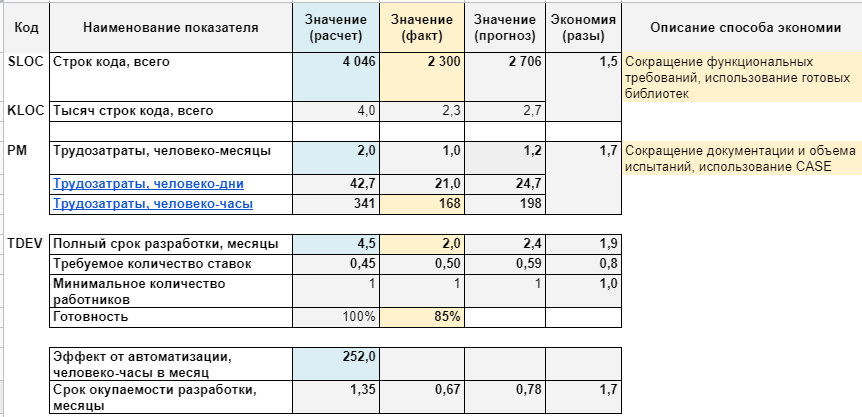 Код Наименование показателя Значение (расчет) Значение (факт) Значение (прогноз) Экономия (разы) Описание способа экономии
SLOC Строк кода, всего 4 046 2 300 2 706 1,5 Сокращение функциональных требований, использование готовых библиотек
KLOC Тысяч строк кода, всего 4,0 2,3 2,7
PM Трудозатраты, человеко-месяцы 2,0 1,0 1,2 1,7 Сокращение документации и объема испытаний, использование CASE
Трудозатраты, человеко-дни 42,7 21,0 24,7
Трудозатраты, человеко-часы 341 168 198
TDEV Полный срок разработки, месяцы 4,5 2,0 2,4 1,9
Требуемое количество ставок 0,45 0,50 0,59 0,8
Минимальное количество работников 1 1 1 1,0
Готовность 100% 85%
Эффект от автоматизации, человеко-часы в месяц 252,0
Срок окупаемости разработки, месяцы 1,35 0,67 0,78 1,7